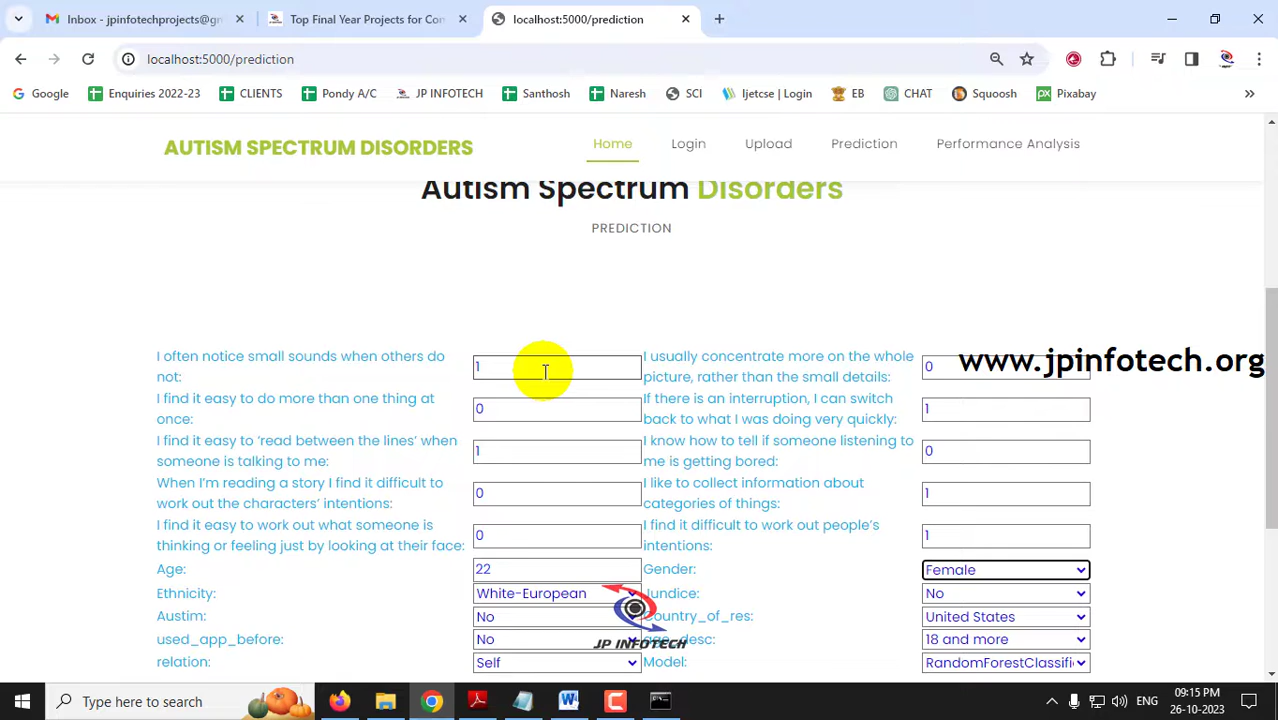 Inbox - jpinfotechprojects@gn
Top Final Year Projects for Con
localhost:5000/prediction
localhost:5000/prediction
Google
Enquiries 2022-23
CLIENTS
Pondy A/C
JP INFOTECH
Santhosh
Naresh
SCI
Ijetcse | Login
EB
CHAT
Squoosh
Pixabay
AUTISM SPECTRUM DISORDERS
Home
Login
Upload
Prediction
Performance Analysis
Autism Spectrum Disorders
PREDICTION
www.jpinfotech.org
I often notice small sounds when others do
not:
1
I usually concentrate more on the whole
picture, rather than the small details:
0
I find it easy to do more than one thing at
once:
0
If there is an interruption, I can switch
back to what I was doing very quickly:
1
I find it easy to ‘read between the lines’ when
someone is talking to me:
1
I know how to tell if someone listening to
me is getting bored:
0
When I’m reading a story I find it difficult to
work out the characters’ intentions:
0
I like to collect information about
categories of things:
1
I find it easy to work out what someone is
thinking or feeling just by looking at their face:
0
I find it difficult to work out people’s
intentions:
1
Age:
22
Gender:
Female
Ethnicity:
White-European
Jundice:
No
Austim:
No
Country_of_res:
United States
used_app_before:
No
age_desc:
18 and more
relation:
Self
Model:
RandomForestClassifi
JP INFOTECH
Type here to search
ENG
09:15 PM
26-10-2023